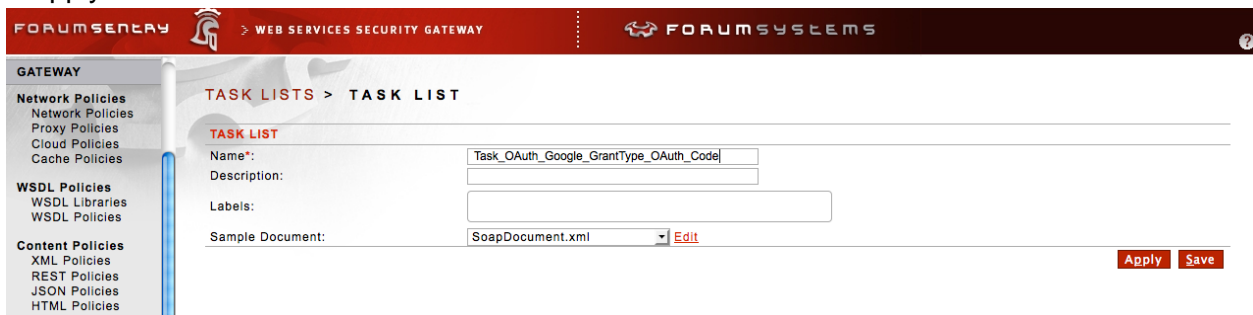 FORUMSENTRY > WEB SERVICES SECURITY GATEWAY FORUMSYSTEMS
?
GATEWAY
Network Policies
Network Policies
Proxy Policies
Cloud Policies
Cache Policies
WSDL Policies
WSDL Libraries
WSDL Policies
Content Policies
XML Policies
REST Policies
JSON Policies
HTML Policies
TASK LISTS > TASK LIST
TASK LIST
Name*: Task_OAuth_Google_GrantType_OAuth_Code
Description:
Labels:
Sample Document: SoapDocument.xml Edit
Apply Save